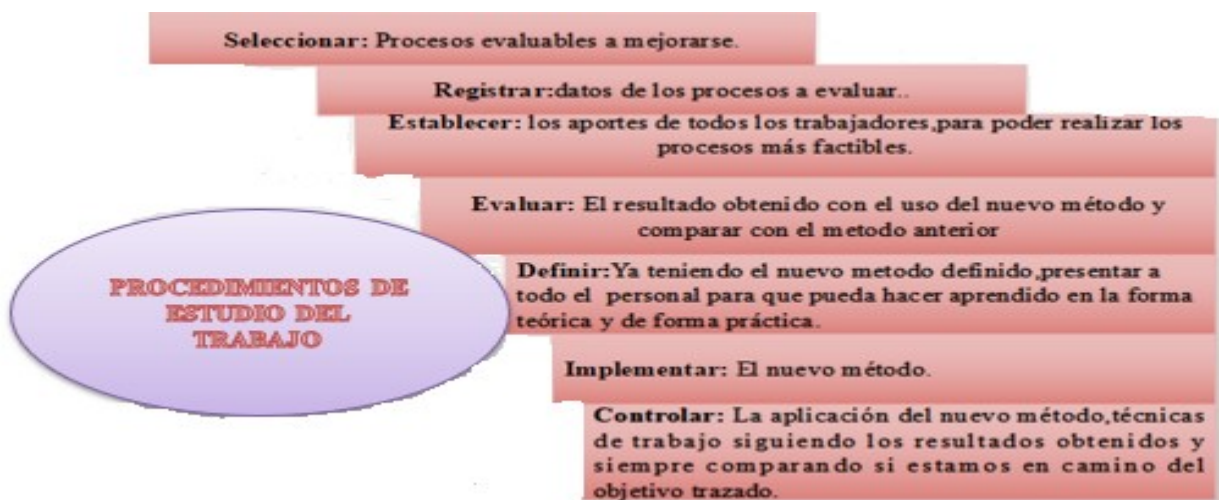 Seleccionar: Procesos evaluables a mejorarse.
Registrar:datos de los procesos a evaluar..
Establecer: los aportes de todos los trabajadores,para poder realizar los
procesos más factibles.
Evaluar: El resultado obtenido con el uso del nuevo método y
comparar con el metodo anterior
PROCEDIMIENTOS DE
ESTUDIO DEL
TRABAJO
Definir:Ya teniendo el nuevo metodo definido,presentar a
todo el personal para que pueda hacer aprendido en la forma
teórica y de forma práctica.
Implementar: El nuevo método.
Controlar: La aplicación del nuevo método,técnicas
de trabajo siguiendo los resultados obtenidos y
siempre comparando si estamos en camino del
objetivo trazado.